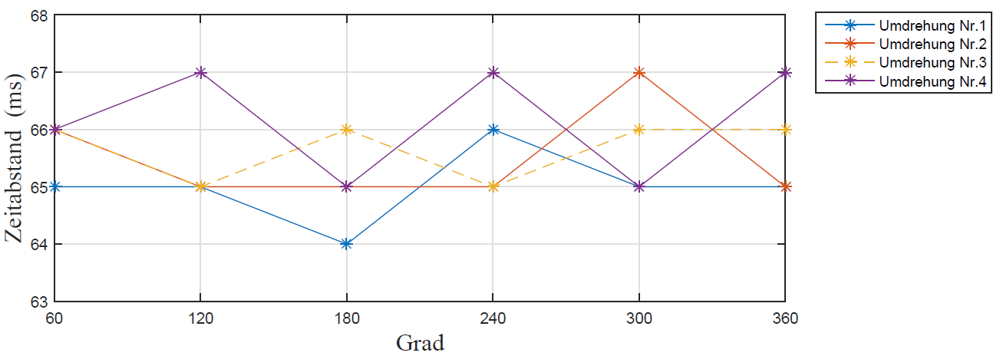 68
67
66
65
64
63
60 120 180 240 300 360
Zeitabstand (ms)
Grad
Umdrehung Nr.1
Umdrehung Nr.2
Umdrehung Nr.3
Umdrehung Nr.4